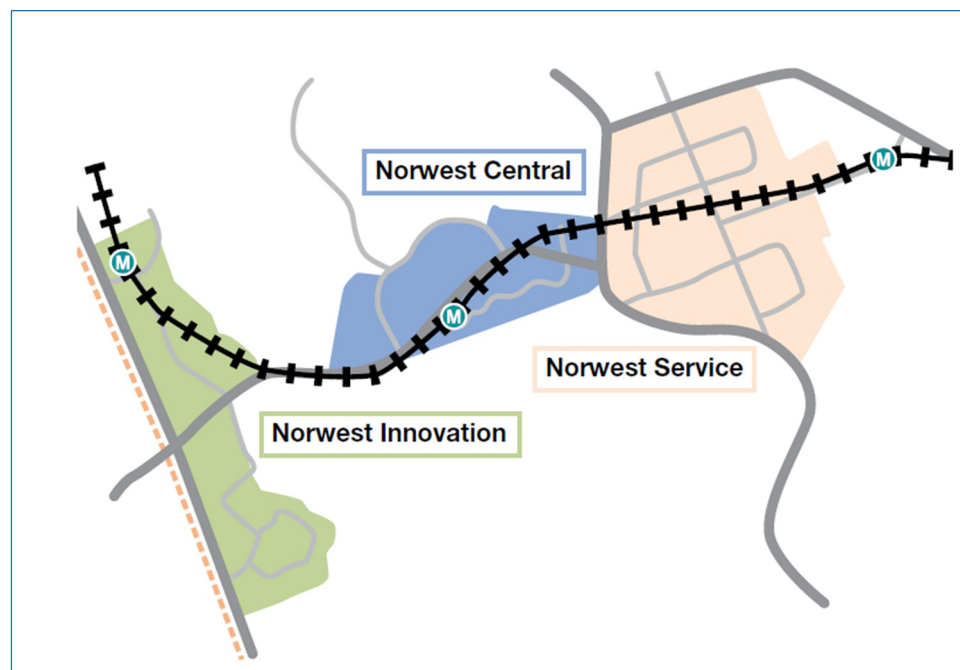 Norwest Central
M
M
M
Norwest Service
Norwest Innovation